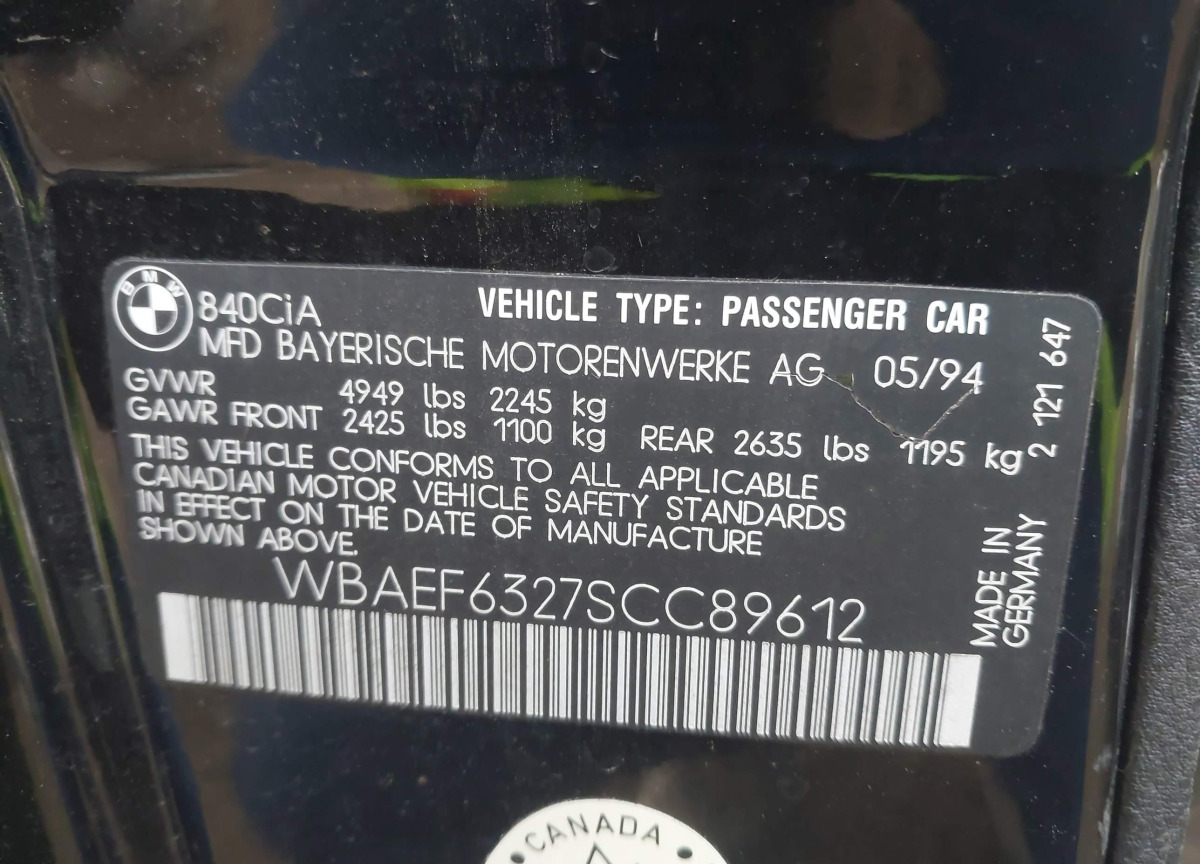 BMW
840CiA
VEHICLE TYPE: PASSENGER CAR
MFD BAYERISCHE MOTORENWERKE AG 05/94
GVWR 4949 lbs 2245 kg
GAWR FRONT 2425 lbs 1100 kg REAR 2635 lbs 1195 kg
THIS VEHICLE CONFORMS TO ALL APPLICABLE
CANADIAN MOTOR VEHICLE SAFETY STANDARDS
IN EFFECT ON THE DATE OF MANUFACTURE
SHOWN ABOVE.
WBAEF6327SCC89612
2 121 647
MADE IN
GERMANY
CANADA